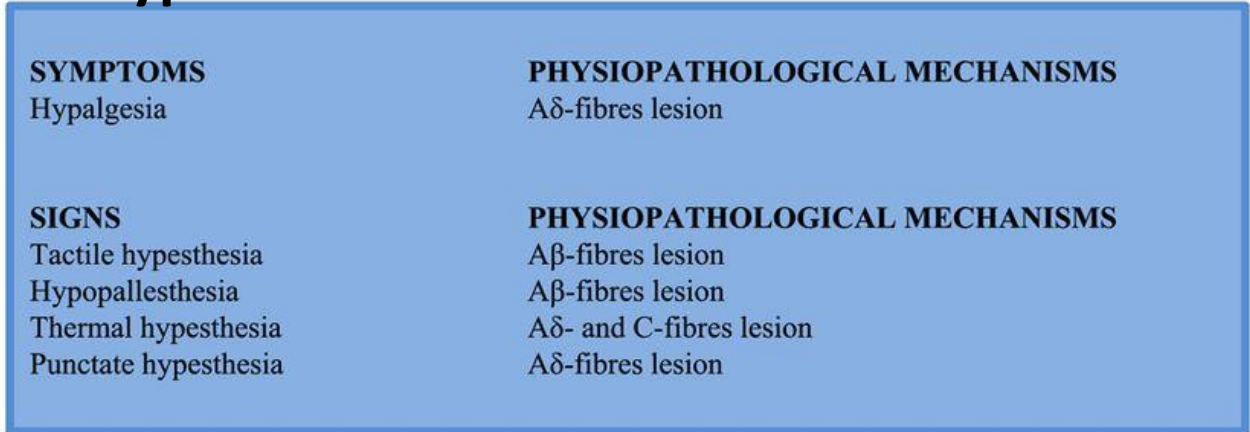 SYMPTOMS PHYSIOPATHOLOGICAL MECHANISMS
Hypalgesia Aδ-fibres lesion
SIGNS PHYSIOPATHOLOGICAL MECHANISMS
Tactile hypesthesia Aβ-fibres lesion
Hypopallesthesia Aβ-fibres lesion
Thermal hypesthesia Aδ- and C-fibres lesion
Punctate hypesthesia Aδ-fibres lesion